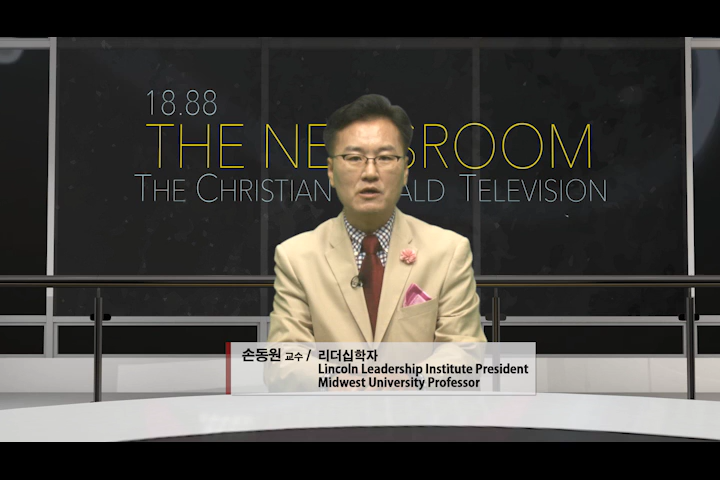 18.88
THE NE SROOM
THE CHRISTIAN ALD TELEVISION
손동원 교수 / 리더십학자
Lincoln Leadership Institute President
Midwest University Professor